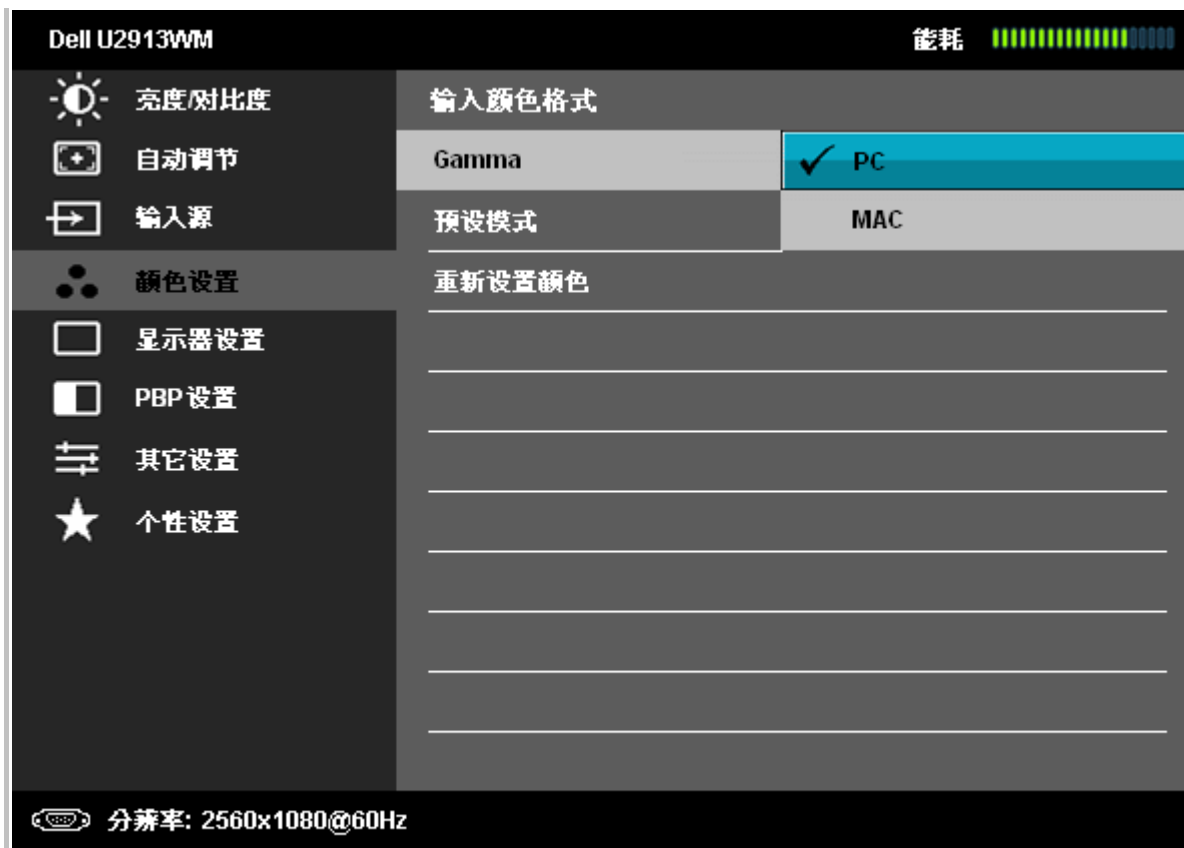 Dell U2913WM
能耗
亮度/对比度
自动调节
输入源
颜色设置
显示器设置
PBP 设置
其它设置
个性设置
输入颜色格式
Gamma
预设模式
重新设置颜色
PC
MAC
分辨率: 2560x1080@60Hz